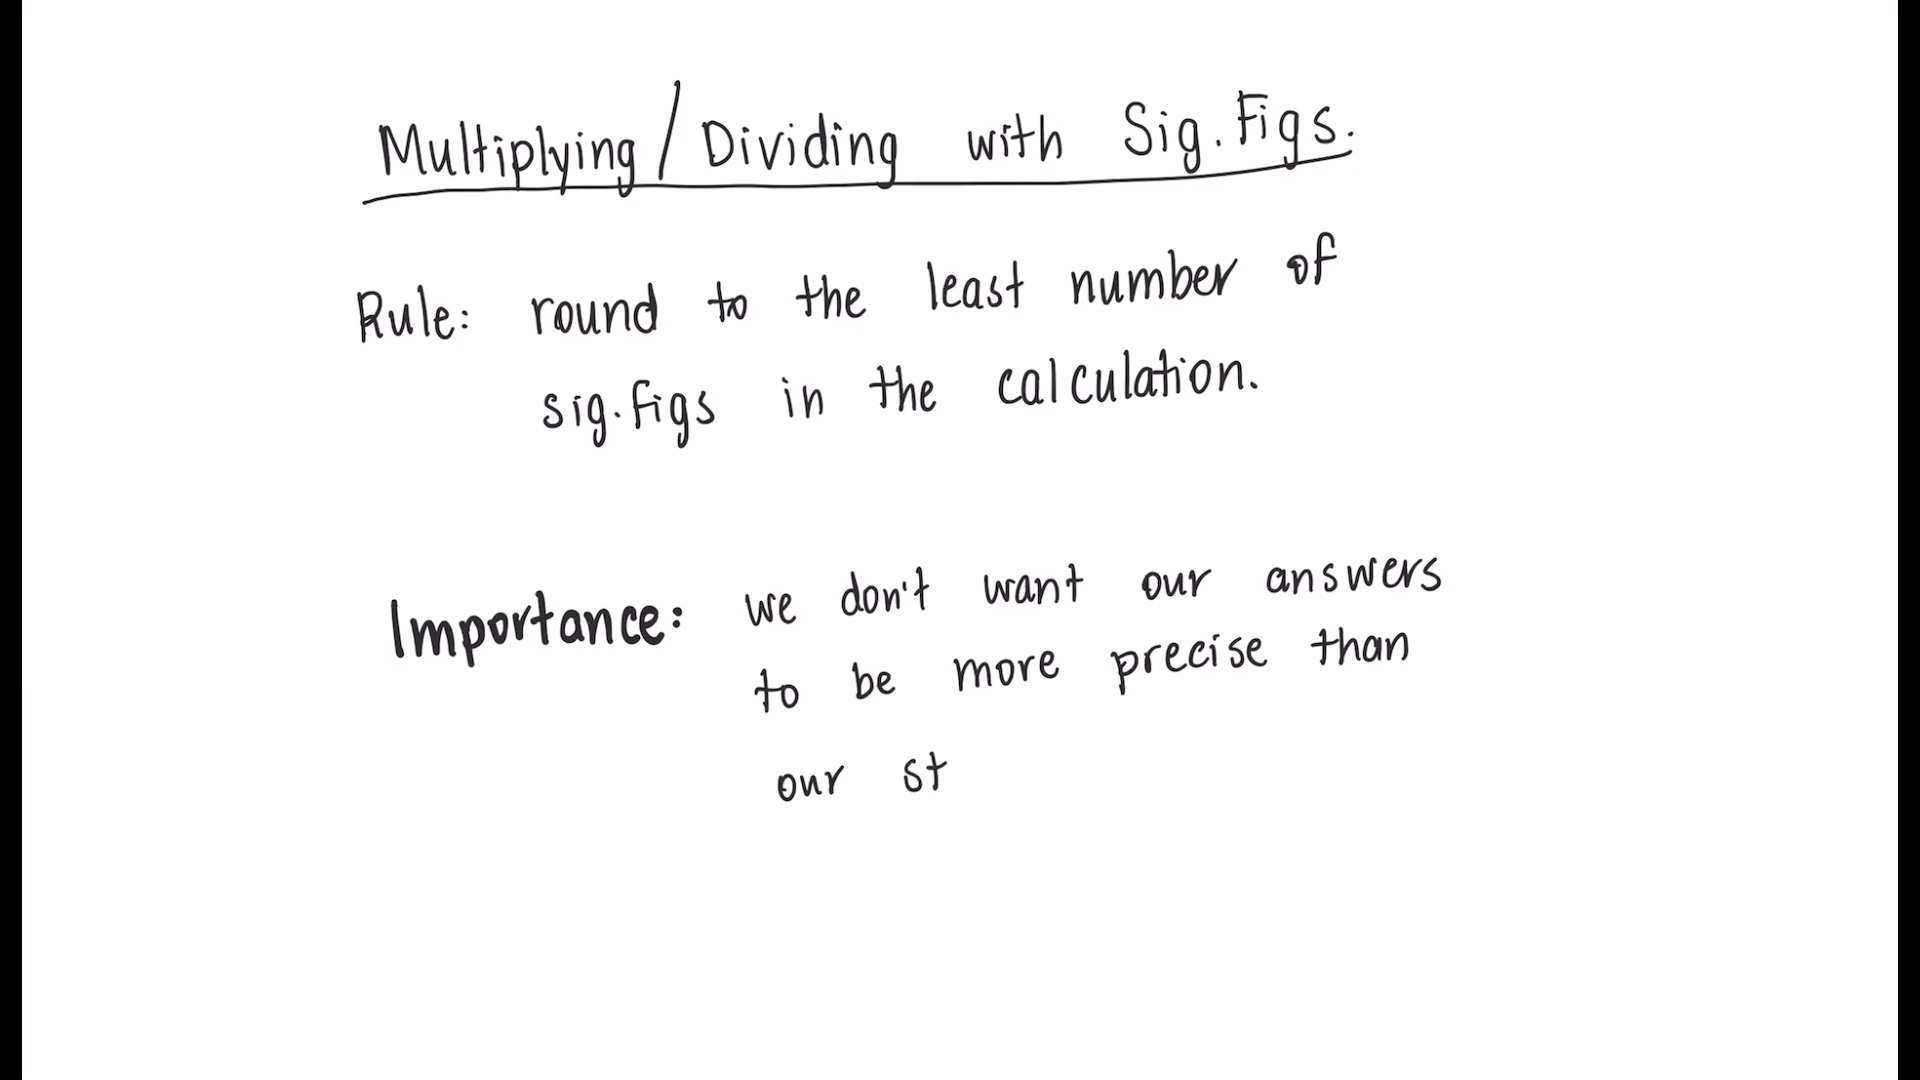 Multiplying/Dividing with Sig. Figs.
Rule: round to the least number of
sig. figs in the calculation.
Importance: we don't want our answers
to be more precise than
our st